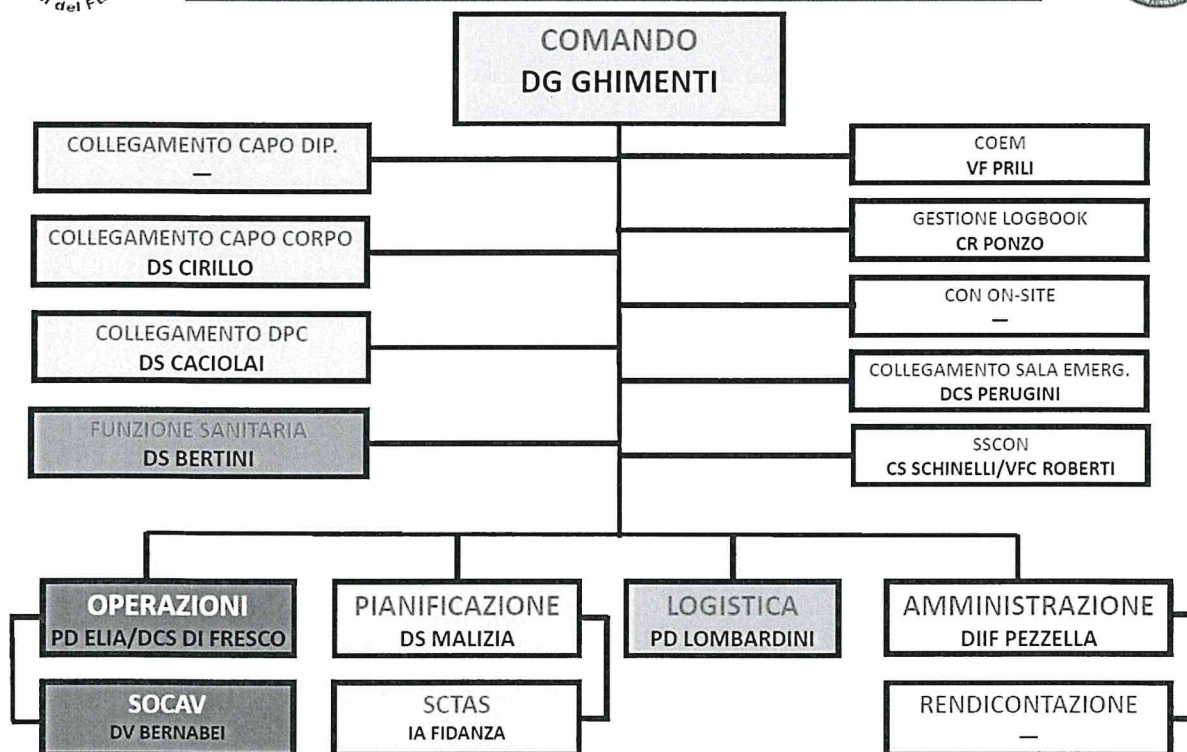 del
COMANDO
DG GHIMENTI
COLLEGAMENTO CAPO DIP.
—
COLLEGAMENTO CAPO CORPO
DS CIRILLO
COLLEGAMENTO DPC
DS CACIOLAI
FUNZIONE SANITARIA
DS BERTINI
COEM
VF PRILI
GESTIONE LOGBOOK
CR PONZO
CON ON-SITE
—
COLLEGAMENTO SALA EMERG.
DCS PERUGINI
SSCON
CS SCHINELLI/VFC ROBERTI
OPERAZIONI
PD ELIA/DCS DI FRESCO
SOCAV
DV BERNABEI
PIANIFICAZIONE
DS MALIZIA
SCTAS
IA FIDANZA
LOGISTICA
PD LOMBARDINI
AMMINISTRAZIONE
DIIF PEZZELLA
RENDICONTAZIONE
—